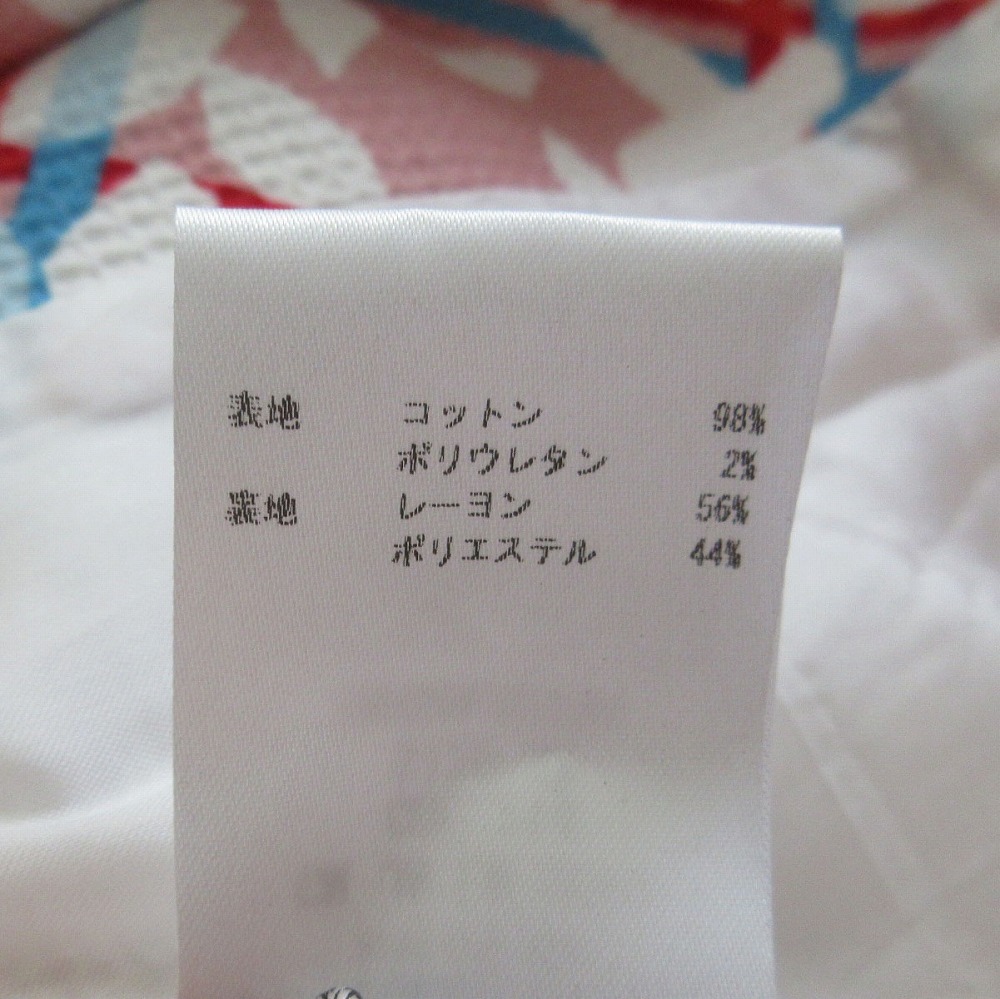 表地 コットン 98%
ポリウレタン 2%
裏地 レーヨン 56%
ポリエステル 44%